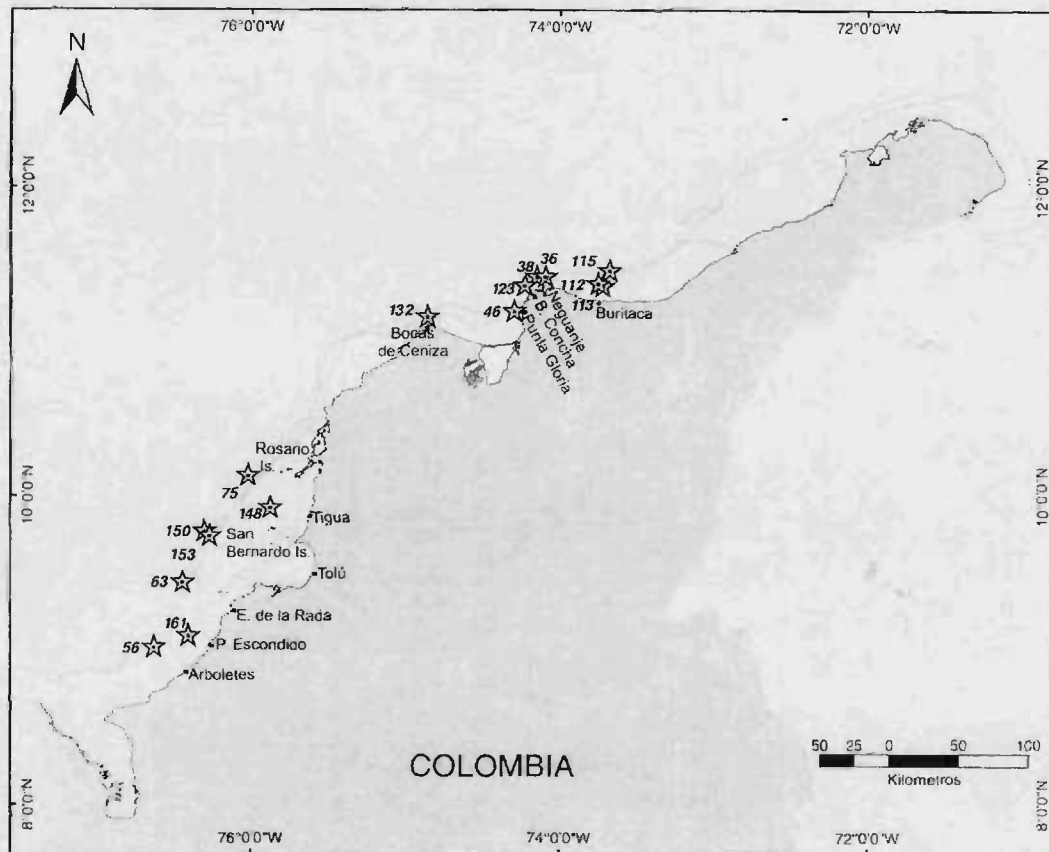 76°0'0"W 74°0'0"W 72°0'0"W
N
12°0'0"N 12°0'0"N
38 36 115
123 112
113
132 46
Buritaca
Neguanje
B. Concha
Punta Gloria
Bocas
de Ceniza
Rosario
Is.
75
10°0'0"N 10°0'0"N
148
Tigua
150
San
Bernardo Is.
153
Tolú
63
E. de la Rada
161
56
P. Escondido
Arboletes
COLOMBIA
50 25 0 50 100
Kilometros
8°0'0"N 8°0'0"N
76°0'0"W 74°0'0"W 72°0'0"W